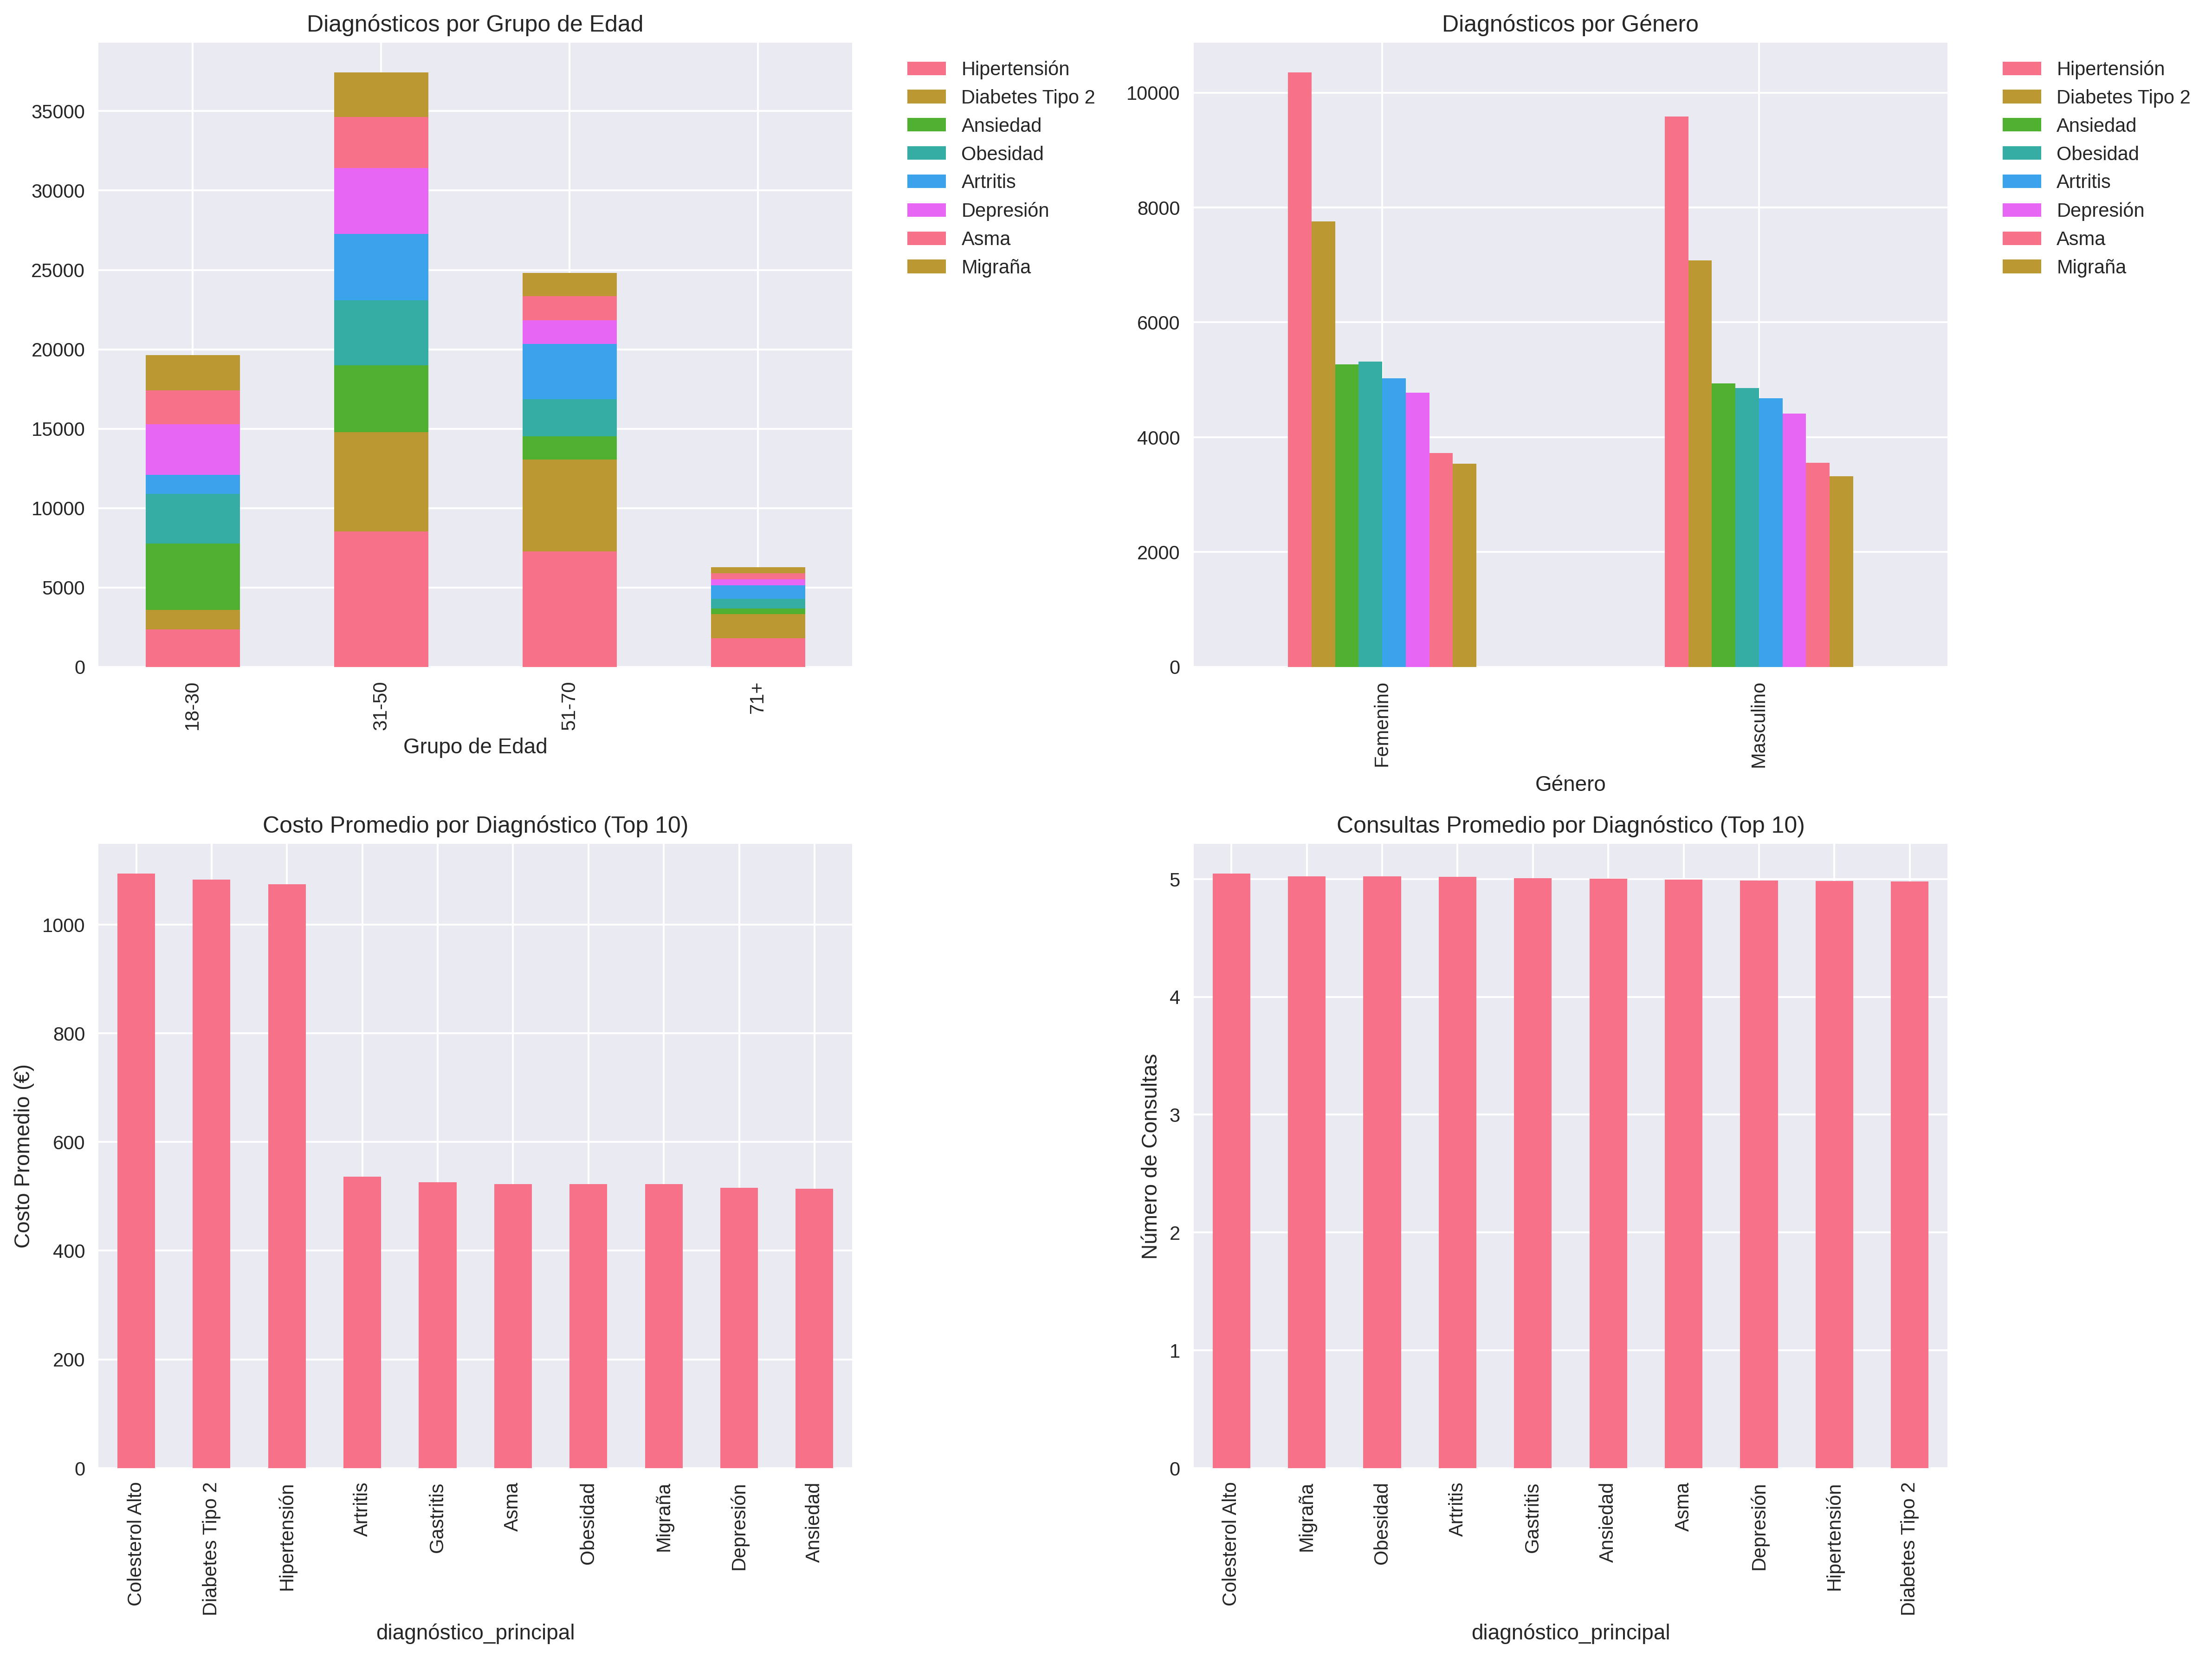 Diagnósticos por Grupo de Edad
35000
30000
25000
20000
15000
10000
5000
0
18-30
31-50
51-70
71+
Grupo de Edad
Hipertensión
Diabetes Tipo 2
Ansiedad
Obesidad
Artritis
Depresión
Asma
Migraña
Diagnósticos por Género
10000
8000
6000
4000
2000
0
Femenino
Masculino
Género
Hipertensión
Diabetes Tipo 2
Ansiedad
Obesidad
Artritis
Depresión
Asma
Migraña
Costo Promedio por Diagnóstico (Top 10)
Costo Promedio (€)
1000
800
600
400
200
0
Colesterol Alto
Diabetes Tipo 2
Hipertensión
Artritis
Gastritis
Asma
Obesidad
Migraña
Depresión
Ansiedad
diagnóstico_principal
Consultas Promedio por Diagnóstico (Top 10)
Número de Consultas
5
4
3
2
1
0
Colesterol Alto
Migraña
Obesidad
Artritis
Gastritis
Ansiedad
Asma
Depresión
Hipertensión
Diabetes Tipo 2
diagnóstico_principal